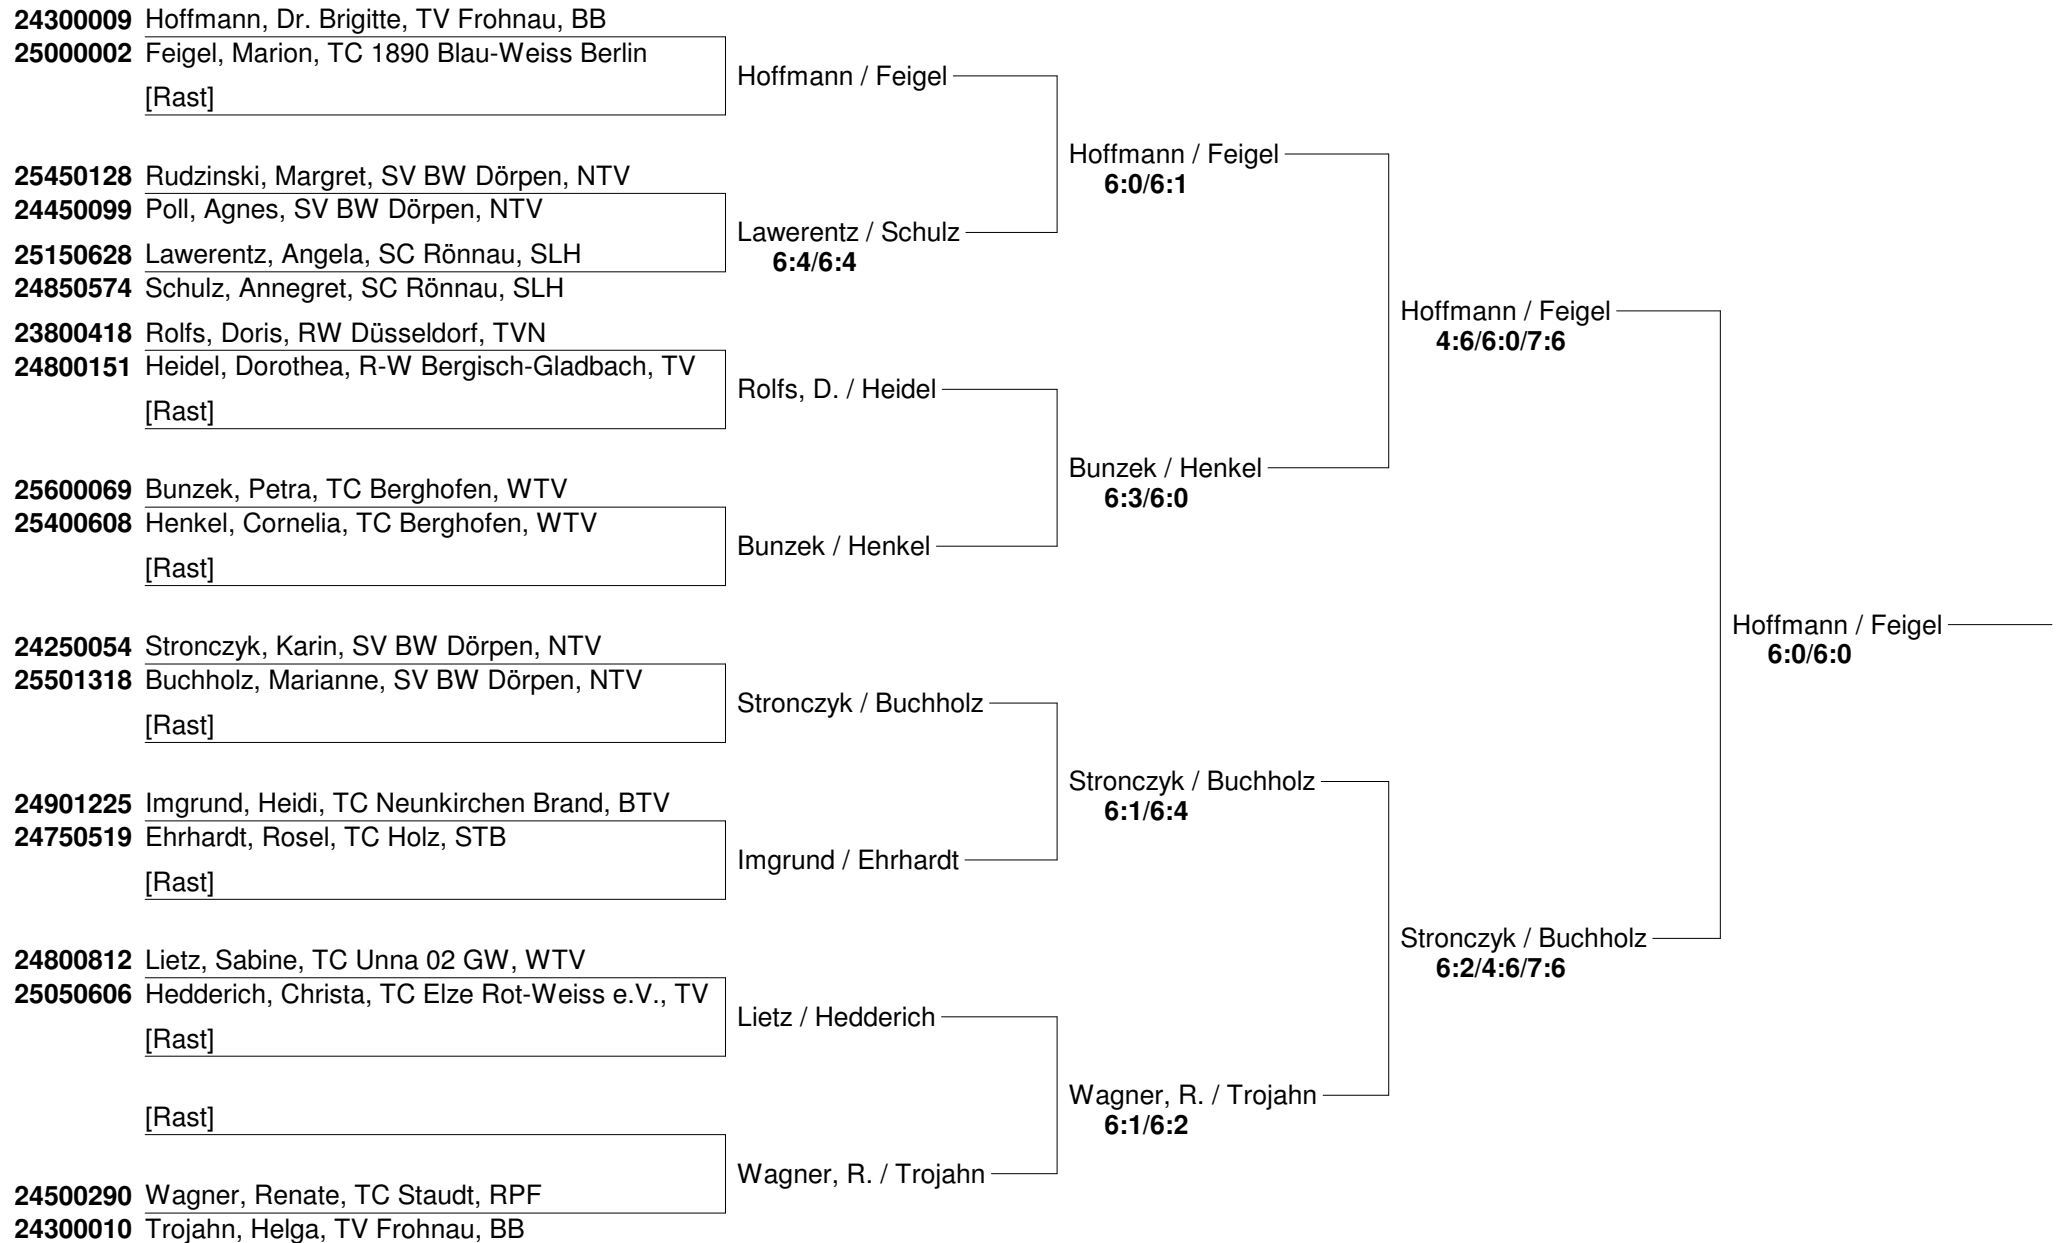 24300009 Hoffmann, Dr. Brigitte, TV Frohnau, BB
25000002 Feigel, Marion, TC 1890 Blau-Weiss Berlin
[Rast]
Hoffmann / Feigel
25450128 Rudzinski, Margret, SV BW Dörpen, NTV
24450099 Poll, Agnes, SV BW Dörpen, NTV
25150628 Lawerentz, Angela, SC Rönnau, SLH
24850574 Schulz, Annegret, SC Rönnau, SLH
Lawerentz / Schulz
6:4/6:4
Hoffmann / Feigel
6:0/6:1
23800418 Rolfs, Doris, RW Düsseldorf, TVN
24800151 Heidel, Dorothea, R-W Bergisch-Gladbach, TV
[Rast]
Rolfs, D. / Heidel
25600069 Bunzek, Petra, TC Berghofen, WTV
25400608 Henkel, Cornelia, TC Berghofen, WTV
[Rast]
Bunzek / Henkel
Bunzek / Henkel
6:3/6:0
Hoffmann / Feigel
4:6/6:0/7:6
24250054 Stronczyk, Karin, SV BW Dörpen, NTV
25501318 Buchholz, Marianne, SV BW Dörpen, NTV
[Rast]
Stronczyk / Buchholz
24901225 Imgrund, Heidi, TC Neunkirchen Brand, BTV
24750519 Ehrhardt, Rosel, TC Holz, STB
[Rast]
Imgrund / Ehrhardt
Stronczyk / Buchholz
6:1/6:4
24800812 Lietz, Sabine, TC Unna 02 GW, WTV
25050606 Hedderich, Christa, TC Elze Rot-Weiss e.V., TV
[Rast]
Lietz / Hedderich
[Rast]
24500290 Wagner, Renate, TC Staudt, RPF
24300010 Trojahn, Helga, TV Frohnau, BB
Wagner, R. / Trojahn
Wagner, R. / Trojahn
6:1/6:2
Stronczyk / Buchholz
6:2/4:6/7:6
Hoffmann / Feigel
6:0/6:0